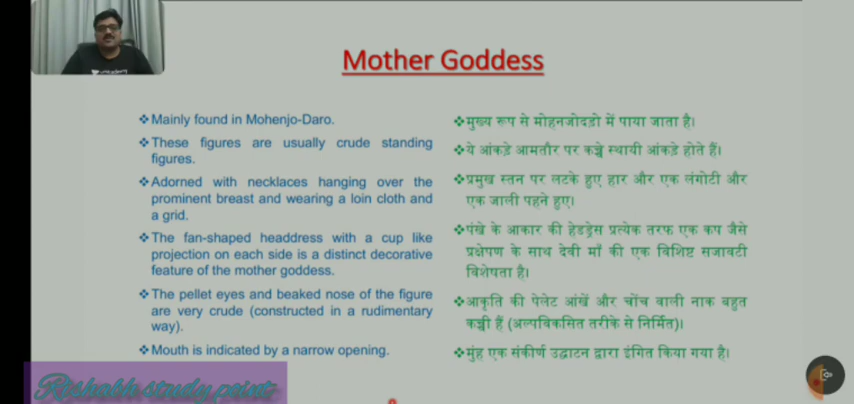 Mother Goddess
❖Mainly found in Mohenjo-Daro.
❖These figures are usually crude standing
figures.
❖Adorned with necklaces hanging over the
prominent breast and wearing a loin cloth and
a grid.
❖The fan-shaped headdress with a cup like
projection on each side is a distinct decorative
feature of the mother goddess.
❖The pellet eyes and beaked nose of the figure
are very crude (constructed in a rudimentary
way).
❖Mouth is indicated by a narrow opening.
❖मुख्य रूप से मोहनजोदड़ो में पाया जाता है।
❖ये आंकड़े आमतौर पर कच्चे स्थायी आंकड़े होते हैं।
❖प्रमुख स्तन पर लटके हुए हार और एक लंगोटी और
एक जाली पहने हुए।
❖पंखे के आकार की हेडड्रेस प्रत्येक तरफ एक कप जैसे
प्रक्षेपण के साथ देवी माँ की एक विशिष्ट सजावटी
विशेषता है।
❖आकृति की पेलेट आंखें और चोंच वाली नाक बहुत
कच्ची हैं (अल्पविकसित तरीके से निर्मित)।
❖मुंह एक संकीर्ण उद्घाटन द्वारा इंगित किया गया है।
Rishabh study point